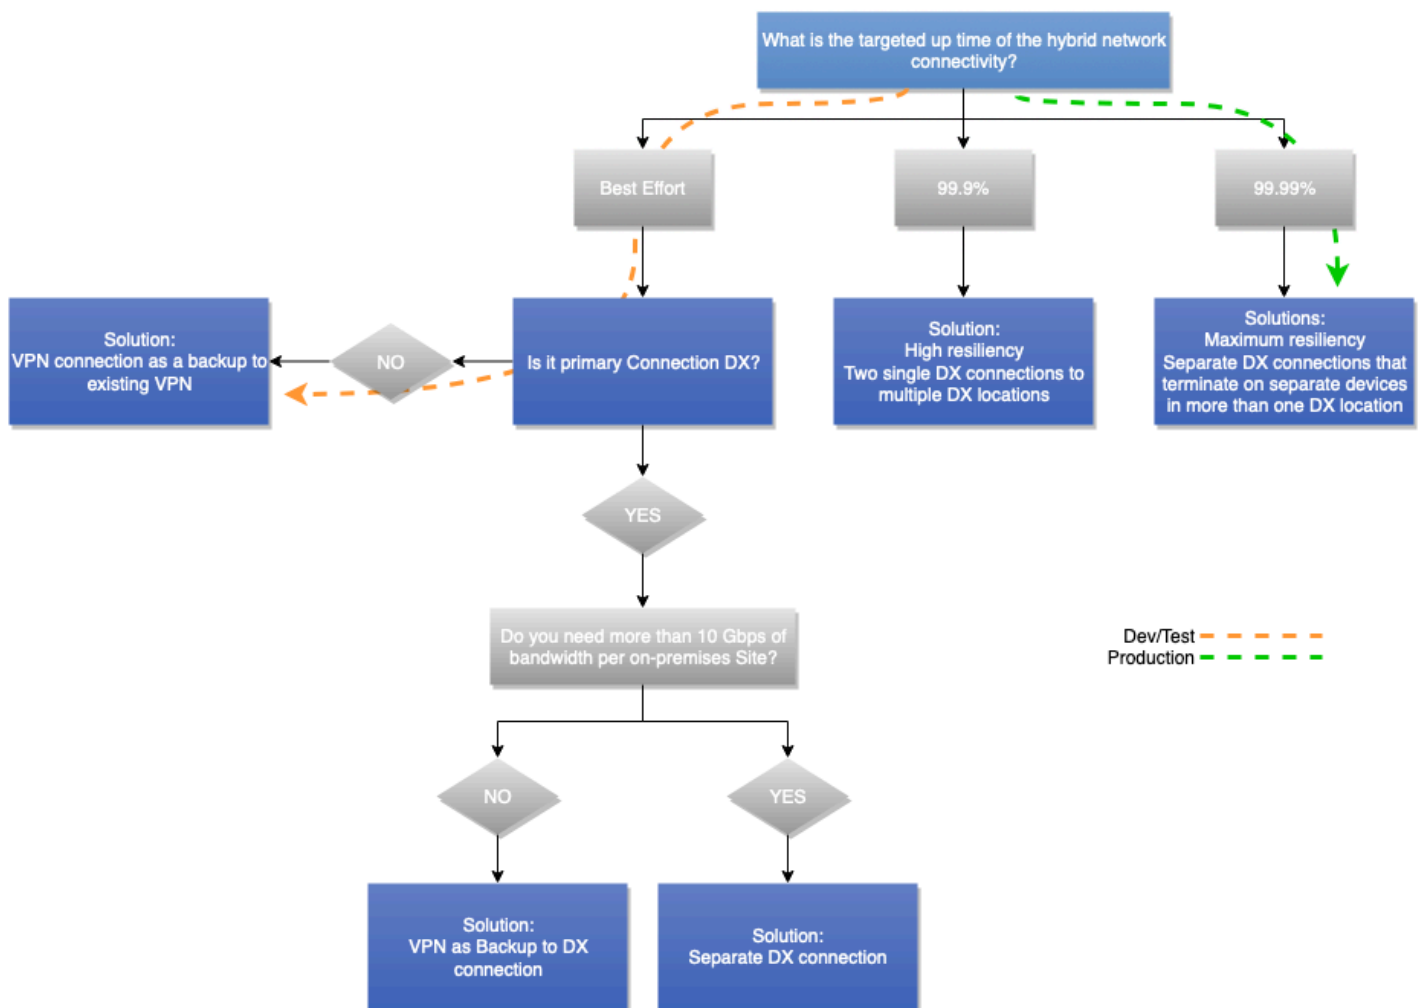 What is the targeted up time of the hybrid network
connectivity?
Best Effort
99.9%
99.99%
Solution:
VPN connection as a backup to
existing VPN
NO
Is it primary Connection DX?
Solution:
High resiliency
Two single DX connections to
multiple DX locations
Solutions:
Maximum resiliency
Separate DX connections that
terminate on separate devices
in more than one DX location
YES
Do you need more than 10 Gbps of
bandwidth per on-premises Site?
Dev/Test
Production
NO
YES
Solution:
VPN as Backup to DX
connection
Solution:
Separate DX connection